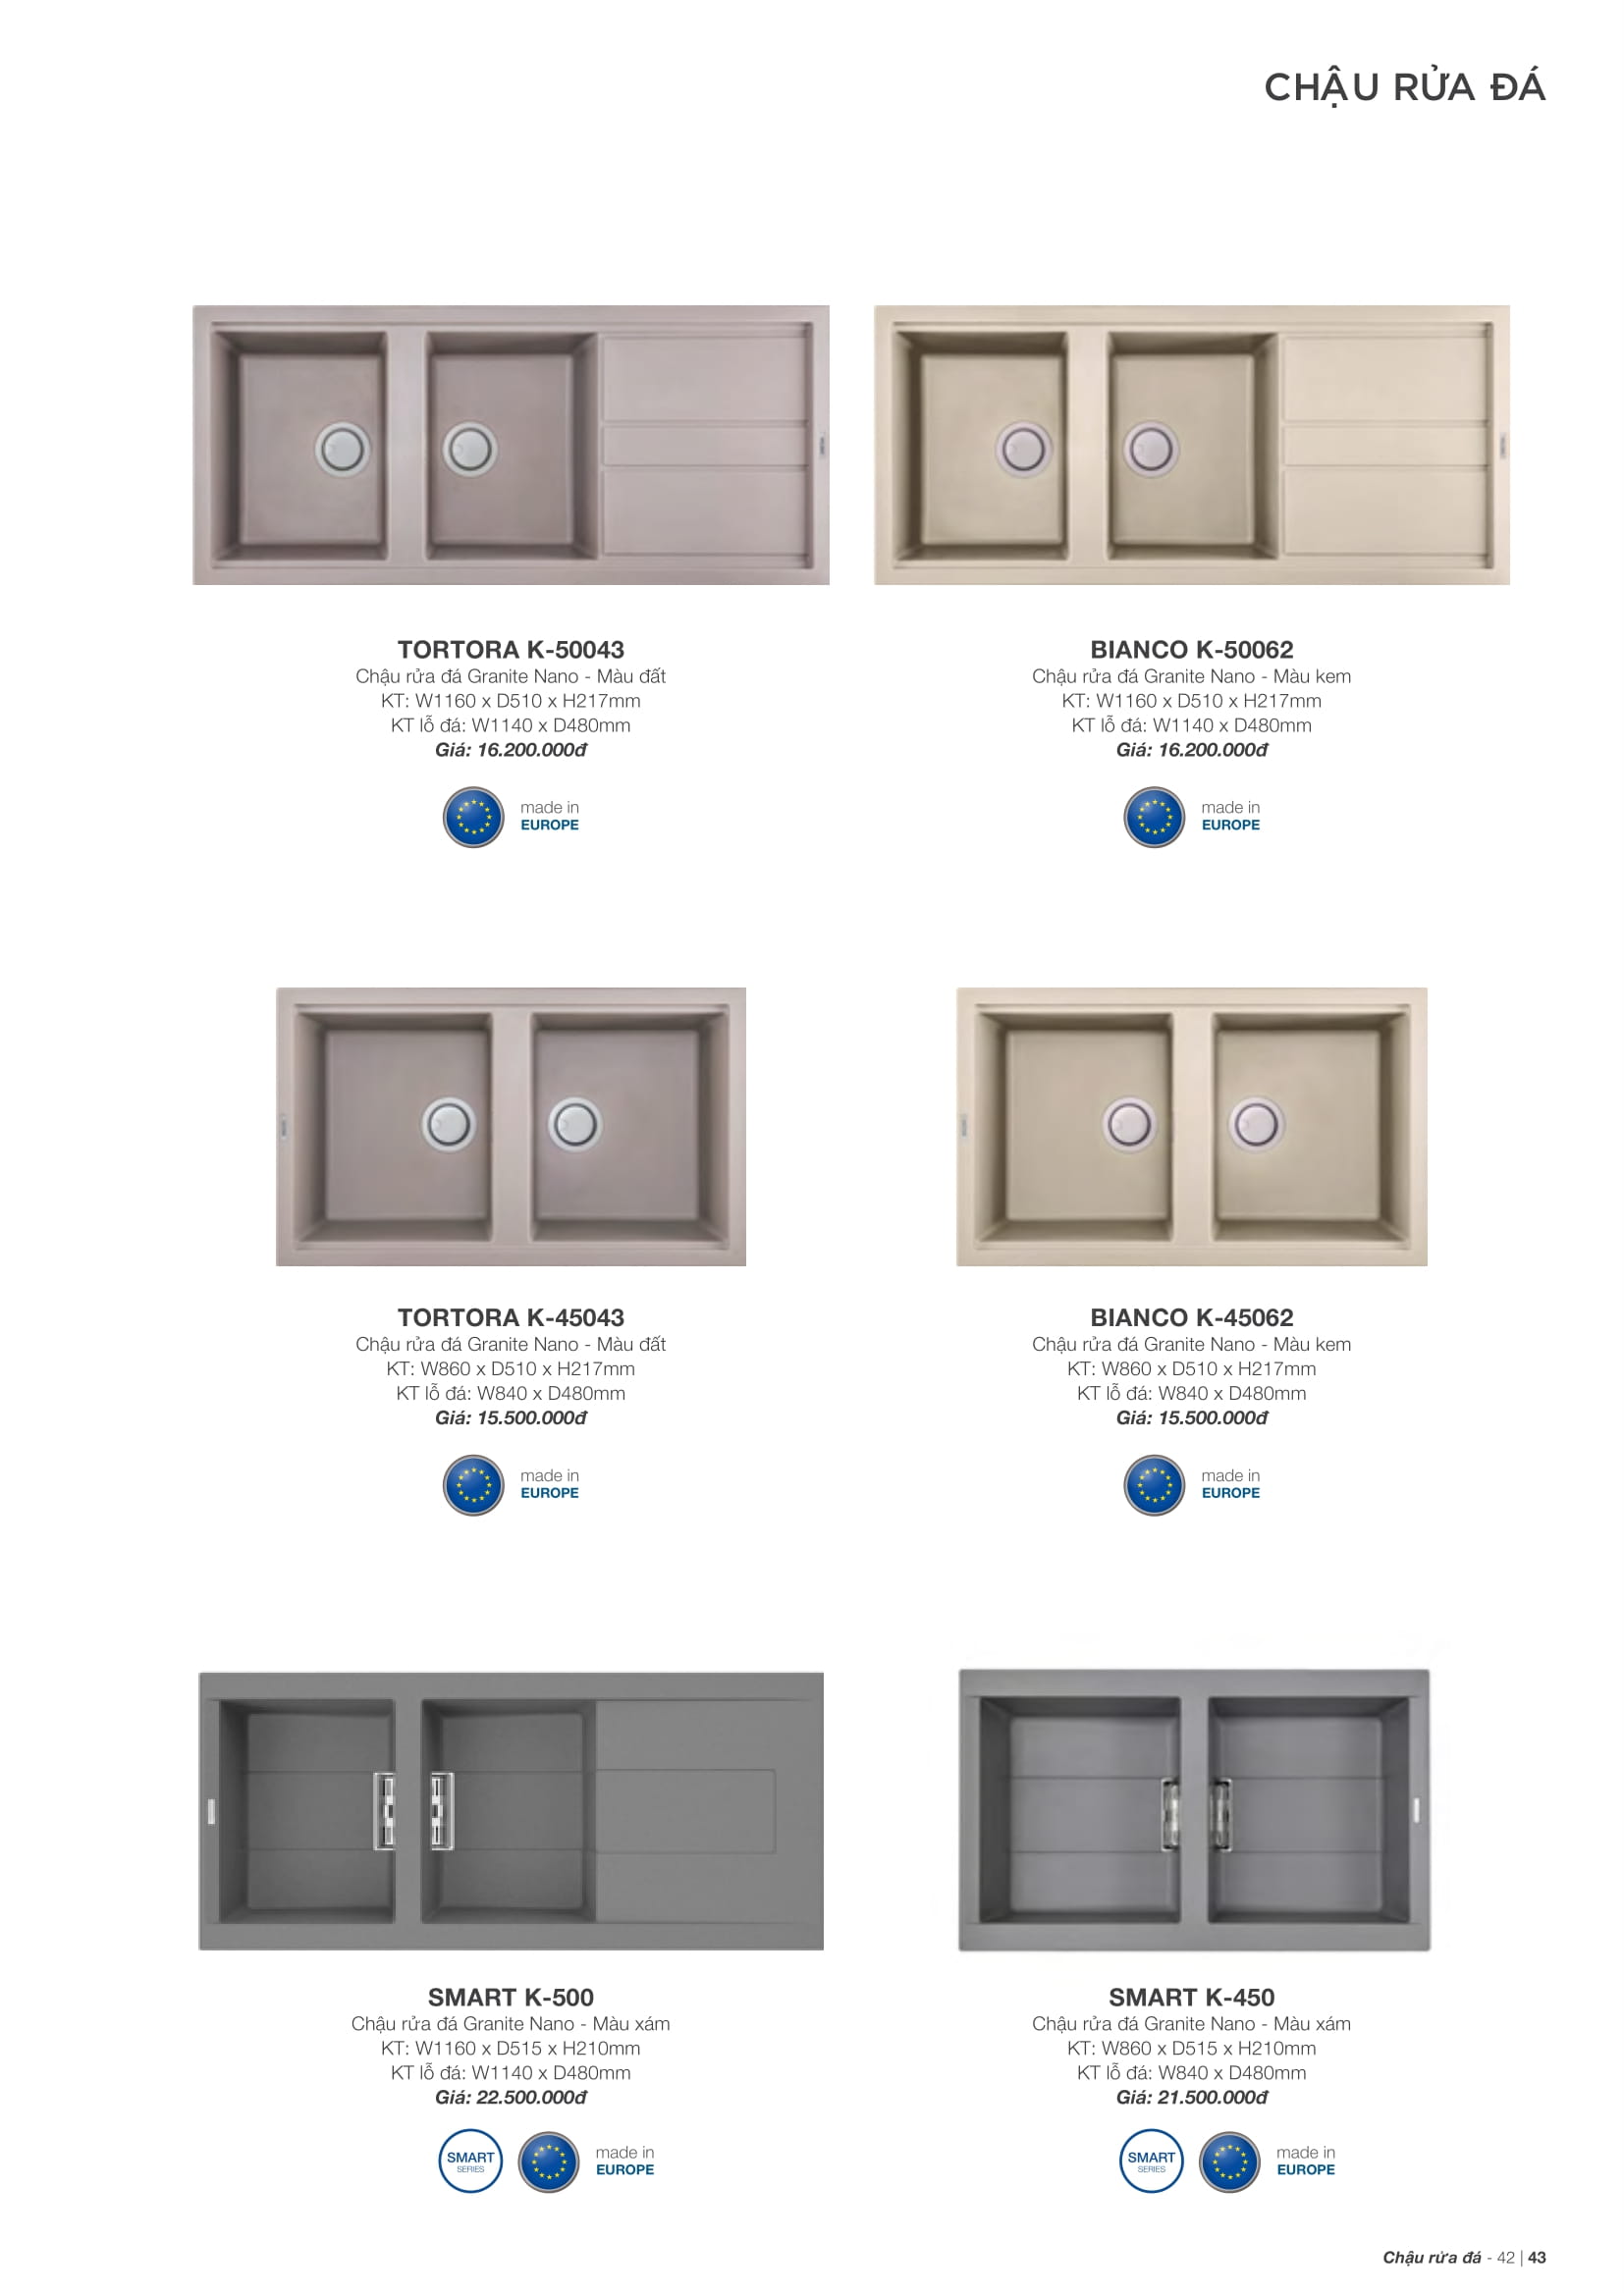 CHẬU RỬA ĐÁ
TORTORA K-50043
Chậu rửa đá Granite Nano - Màu đất
KT: W1160 x D510 x H217mm
KT lỗ đá: W1140 x D480mm
Giá: 16.200.000đ
made in
EUROPE
BIANCO K-50062
Chậu rửa đá Granite Nano - Màu kem
KT: W1160 x D510 x H217mm
KT lỗ đá: W1140 x D480mm
Giá: 16.200.000đ
made in
EUROPE
TORTORA K-45043
Chậu rửa đá Granite Nano - Màu đất
KT: W860 x D510 x H217mm
KT lỗ đá: W840 x D480mm
Giá: 15.500.000đ
made in
EUROPE
BIANCO K-45062
Chậu rửa đá Granite Nano - Màu kem
KT: W860 x D510 x H217mm
KT lỗ đá: W840 x D480mm
Giá: 15.500.000đ
made in
EUROPE
SMART K-500
Chậu rửa đá Granite Nano - Màu xám
KT: W1160 x D515 x H210mm
KT lỗ đá: W1140 x D480mm
Giá: 22.500.000đ
SMART
SERIES
made in
EUROPE
SMART K-450
Chậu rửa đá Granite Nano - Màu xám
KT: W860 x D515 x H210mm
KT lỗ đá: W840 x D480mm
Giá: 21.500.000đ
SMART
SERIES
made in
EUROPE
Chậu rửa đá - 42 | 43